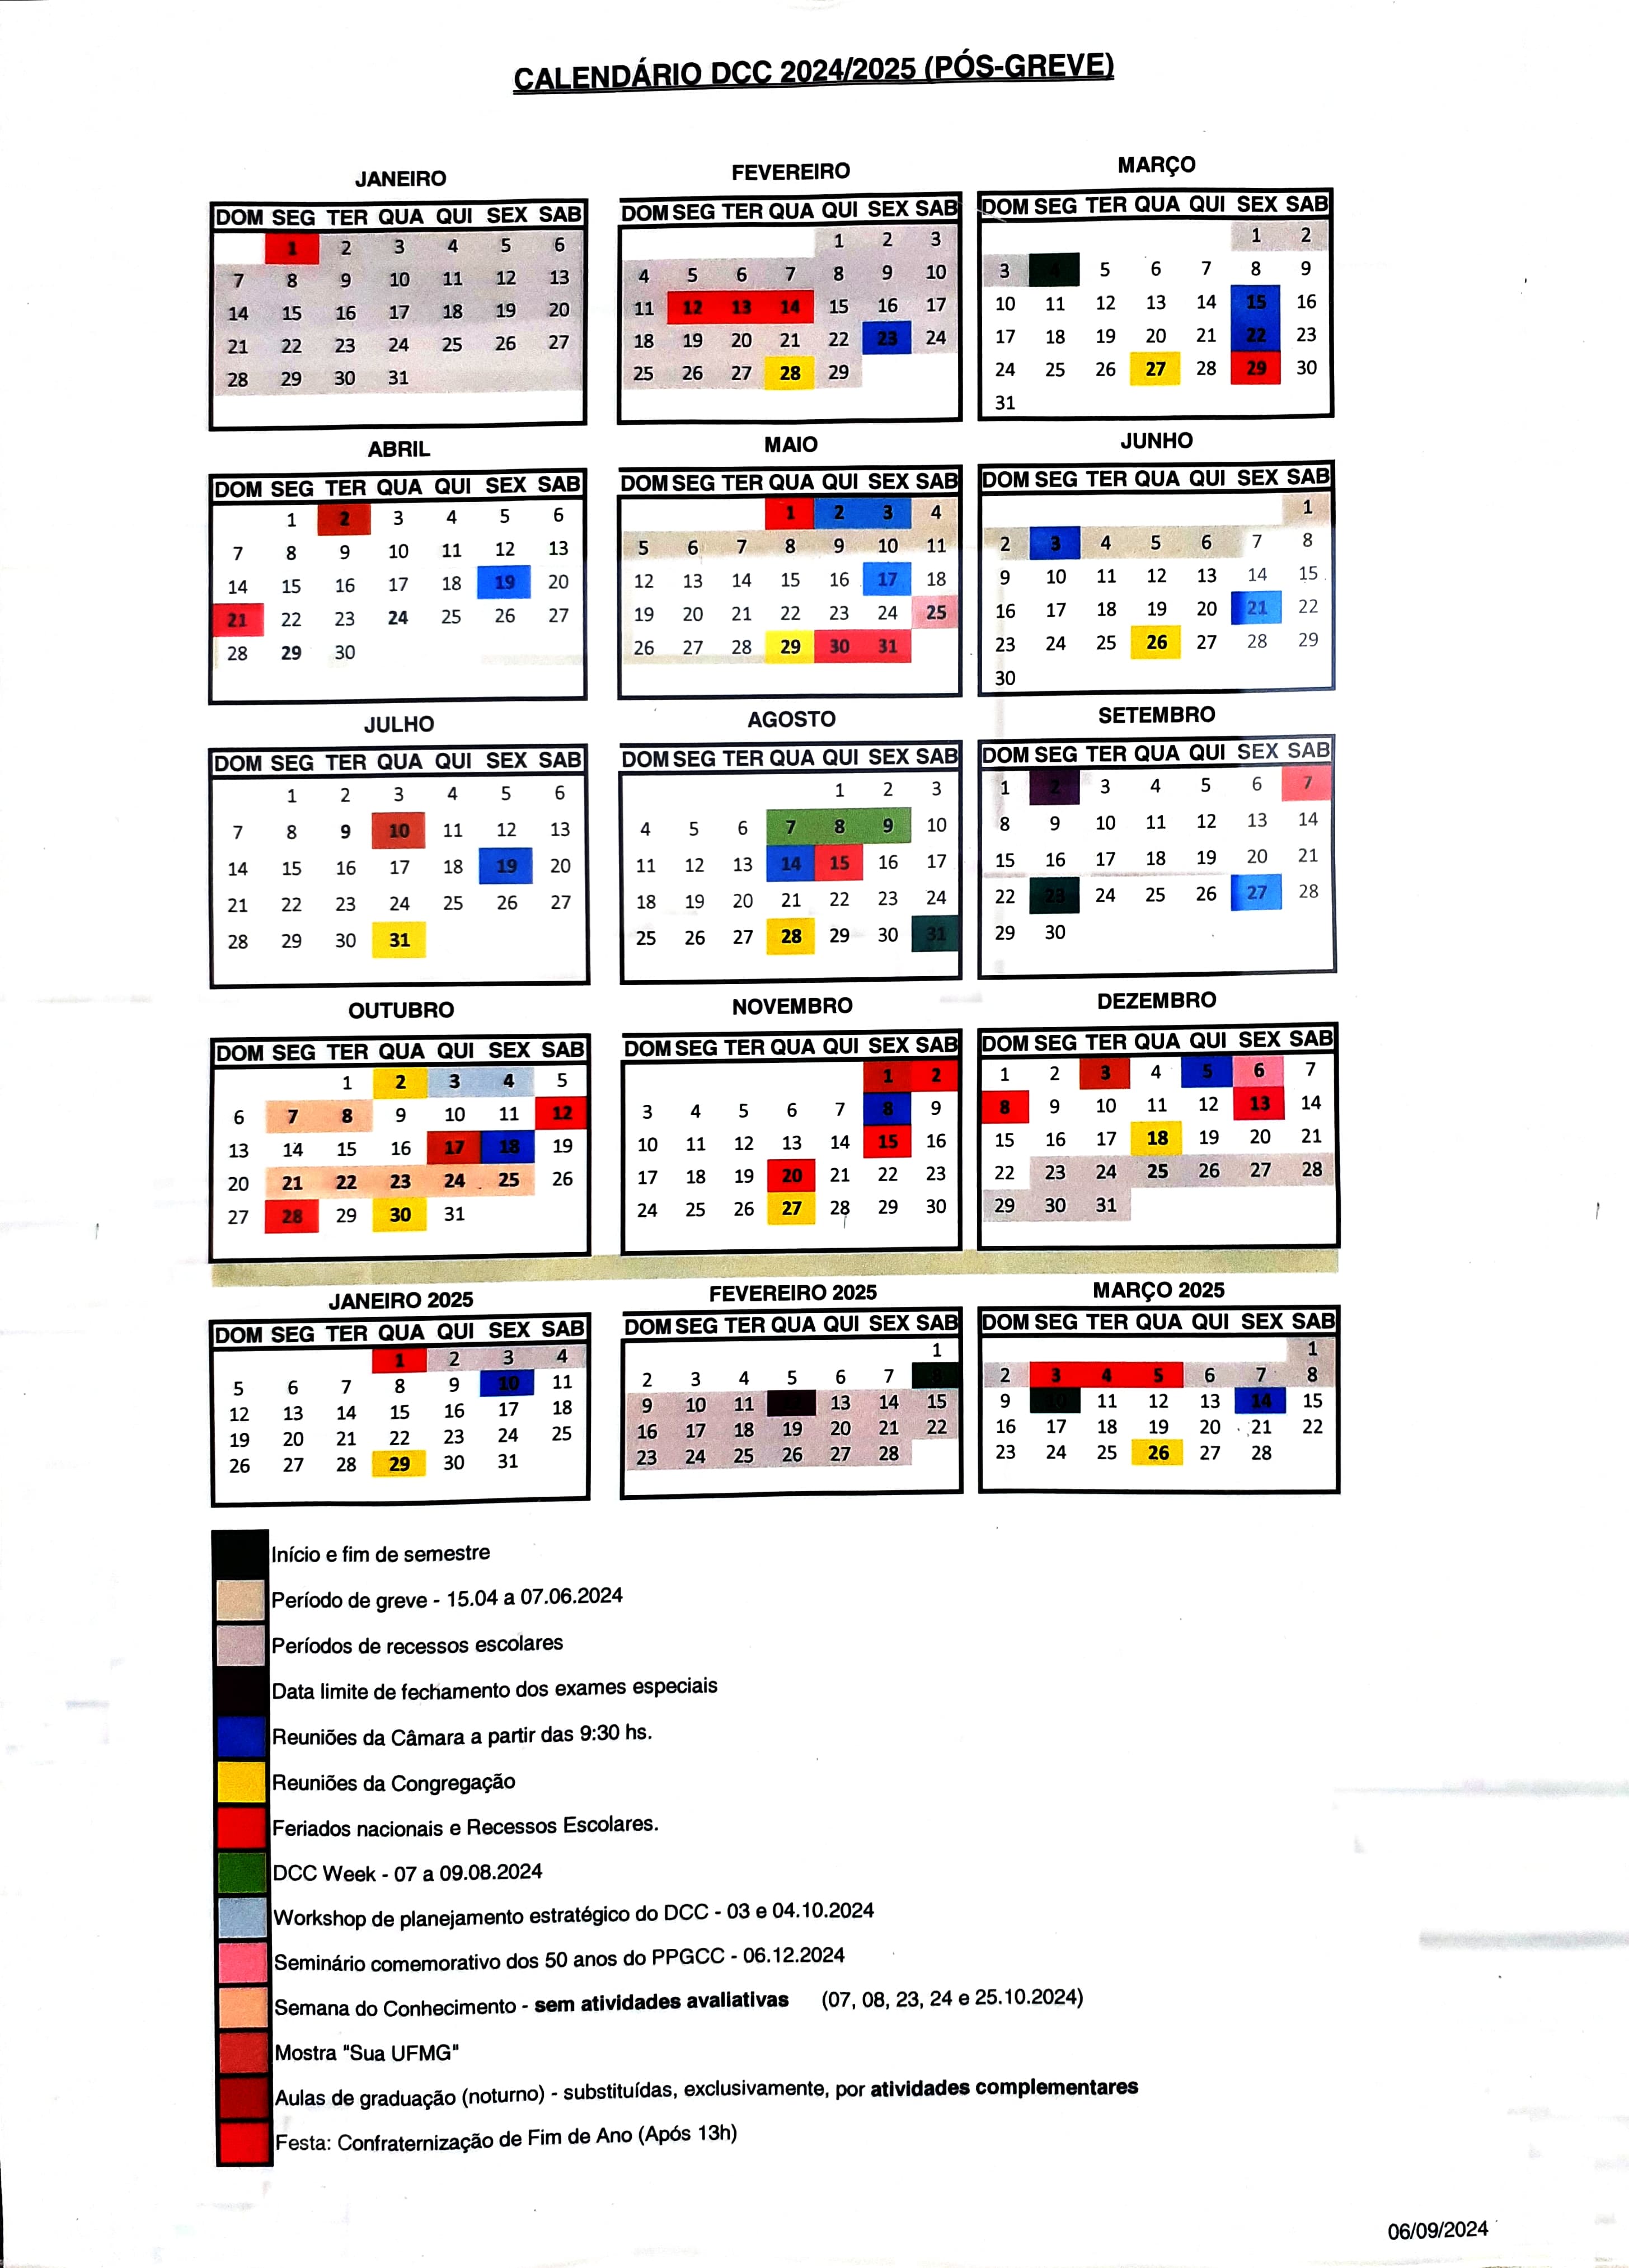 CALENDÁRIO DCC 2024/2025 (PÓS-GREVE)
JANEIRO
DOM SEG TER QUA QUI SEX SAB
1 2 3 4 5 6
7 8 9 10 11 12 13
14 15 16 17 18 19 20
21 22 23 24 25 26 27
28 29 30 31
FEVEREIRO
DOM SEG TER QUA QUI SEX SAB
1 2 3
4 5 6 7 8 9 10
11 12 13 14 15 16 17
18 19 20 21 22 23 24
25 26 27 28 29
MARÇO
DOM SEG TER QUA QUI SEX SAB
1 2
3 4 5 6 7 8 9
10 11 12 13 14 15 16
17 18 19 20 21 22 23
24 25 26 27 28 29 30
31
ABRIL
DOM SEG TER QUA QUI SEX SAB
1 2 3 4 5 6
7 8 9 10 11 12 13
14 15 16 17 18 19 20
21 22 23 24 25 26 27
28 29 30
MAIO
DOM SEG TER QUA QUI SEX SAB
1 2 3 4
5 6 7 8 9 10 11
12 13 14 15 16 17 18
19 20 21 22 23 24 25
26 27 28 29 30 31
JUNHO
DOM SEG TER QUA QUI SEX SAB
1
2 3 4 5 6 7 8
9 10 11 12 13 14 15
16 17 18 19 20 21 22
23 24 25 26 27 28 29
30
JULHO
DOM SEG TER QUA QUI SEX SAB
1 2 3 4 5 6
7 8 9 10 11 12 13
14 15 16 17 18 19 20
21 22 23 24 25 26 27
28 29 30 31
AGOSTO
DOM SEG TER QUA QUI SEX SAB
1 2 3
4 5 6 7 8 9 10
11 12 13 14 15 16 17
18 19 20 21 22 23 24
25 26 27 28 29 30 31
SETEMBRO
DOM SEG TER QUA QUI SEX SAB
1 2 3 4 5 6 7
8 9 10 11 12 13 14
15 16 17 18 19 20 21
22 23 24 25 26 27 28
29 30
OUTUBRO
DOM SEG TER QUA QUI SEX SAB
1 2 3 4 5
6 7 8 9 10 11 12
13 14 15 16 17 18 19
20 21 22 23 24 25 26
27 28 29 30 31
NOVEMBRO
DOM SEG TER QUA QUI SEX SAB
1 2
3 4 5 6 7 8 9
10 11 12 13 14 15 16
17 18 19 20 21 22 23
24 25 26 27 28 29 30
DEZEMBRO
DOM SEG TER QUA QUI SEX SAB
1 2 3 4 5 6 7
8 9 10 11 12 13 14
15 16 17 18 19 20 21
22 23 24 25 26 27 28
29 30 31
JANEIRO 2025
DOM SEG TER QUA QUI SEX SAB
1 2 3 4
5 6 7 8 9 10 11
12 13 14 15 16 17 18
19 20 21 22 23 24 25
26 27 28 29 30 31
FEVEREIRO 2025
DOM SEG TER QUA QUI SEX SAB
1
2 3 4 5 6 7
9 10 11 13 14 15
16 17 18 19 20 21 22
23 24 25 26 27 28
MARÇO 2025
DOM SEG TER QUA QUI SEX SAB
1
2 3 4 5 6 7 8
9 10 11 12 13 14 15
16 17 18 19 20 21 22
23 24 25 26 27 28
Início e fim de semestre
Período de greve - 15.04 a 07.06.2024
Períodos de recessos escolares
Data limite de fechamento dos exames especiais
Reuniões da Câmara a partir das 9:30 hs.
Reuniões da Congregação
Feriados nacionais e Recessos Escolares.
DCC Week - 07 a 09.08.2024
Workshop de planejamento estratégico do DCC - 03 e 04.10.2024
Seminário comemorativo dos 50 anos do PPGCC - 06.12.2024
Semana do Conhecimento - sem atividades avaliativas (07, 08, 23, 24 e 25.10.2024)
Mostra "Sua UFMG"
Aulas de graduação (noturno) - substituídas, exclusivamente, por atividades complementares
Festa: Confraternização de Fim de Ano (Após 13h)
06/09/2024